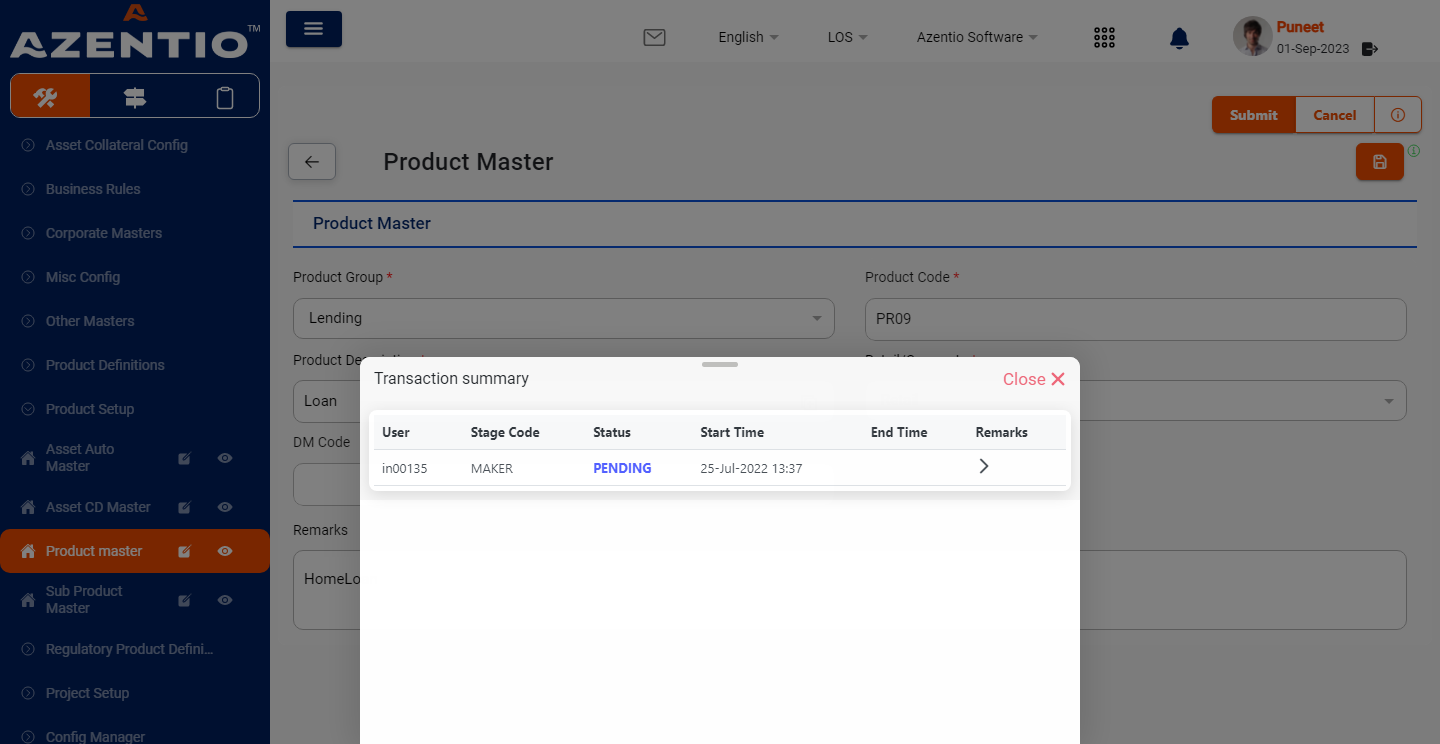 AZENTIO™
English
LOS
Azentio Software
Puneet
01-Sep-2023
Submit
Cancel
Product Master
Product Master
Asset Collateral Config
Business Rules
Corporate Masters
Misc Config
Other Masters
Product Definitions
Product Setup
Asset Auto
Master
Asset CD Master
Product master
Sub Product
Master
Regulatory Product Defini...
Project Setup
Config Manager
Product Group *
Lending
Product Code *
PR09
Loan
DM Code
Remarks
HomeLo
Transaction summary
Close
User Stage Code Status Start Time End Time Remarks
in00135 MAKER PENDING 25-Jul-2022 13:37